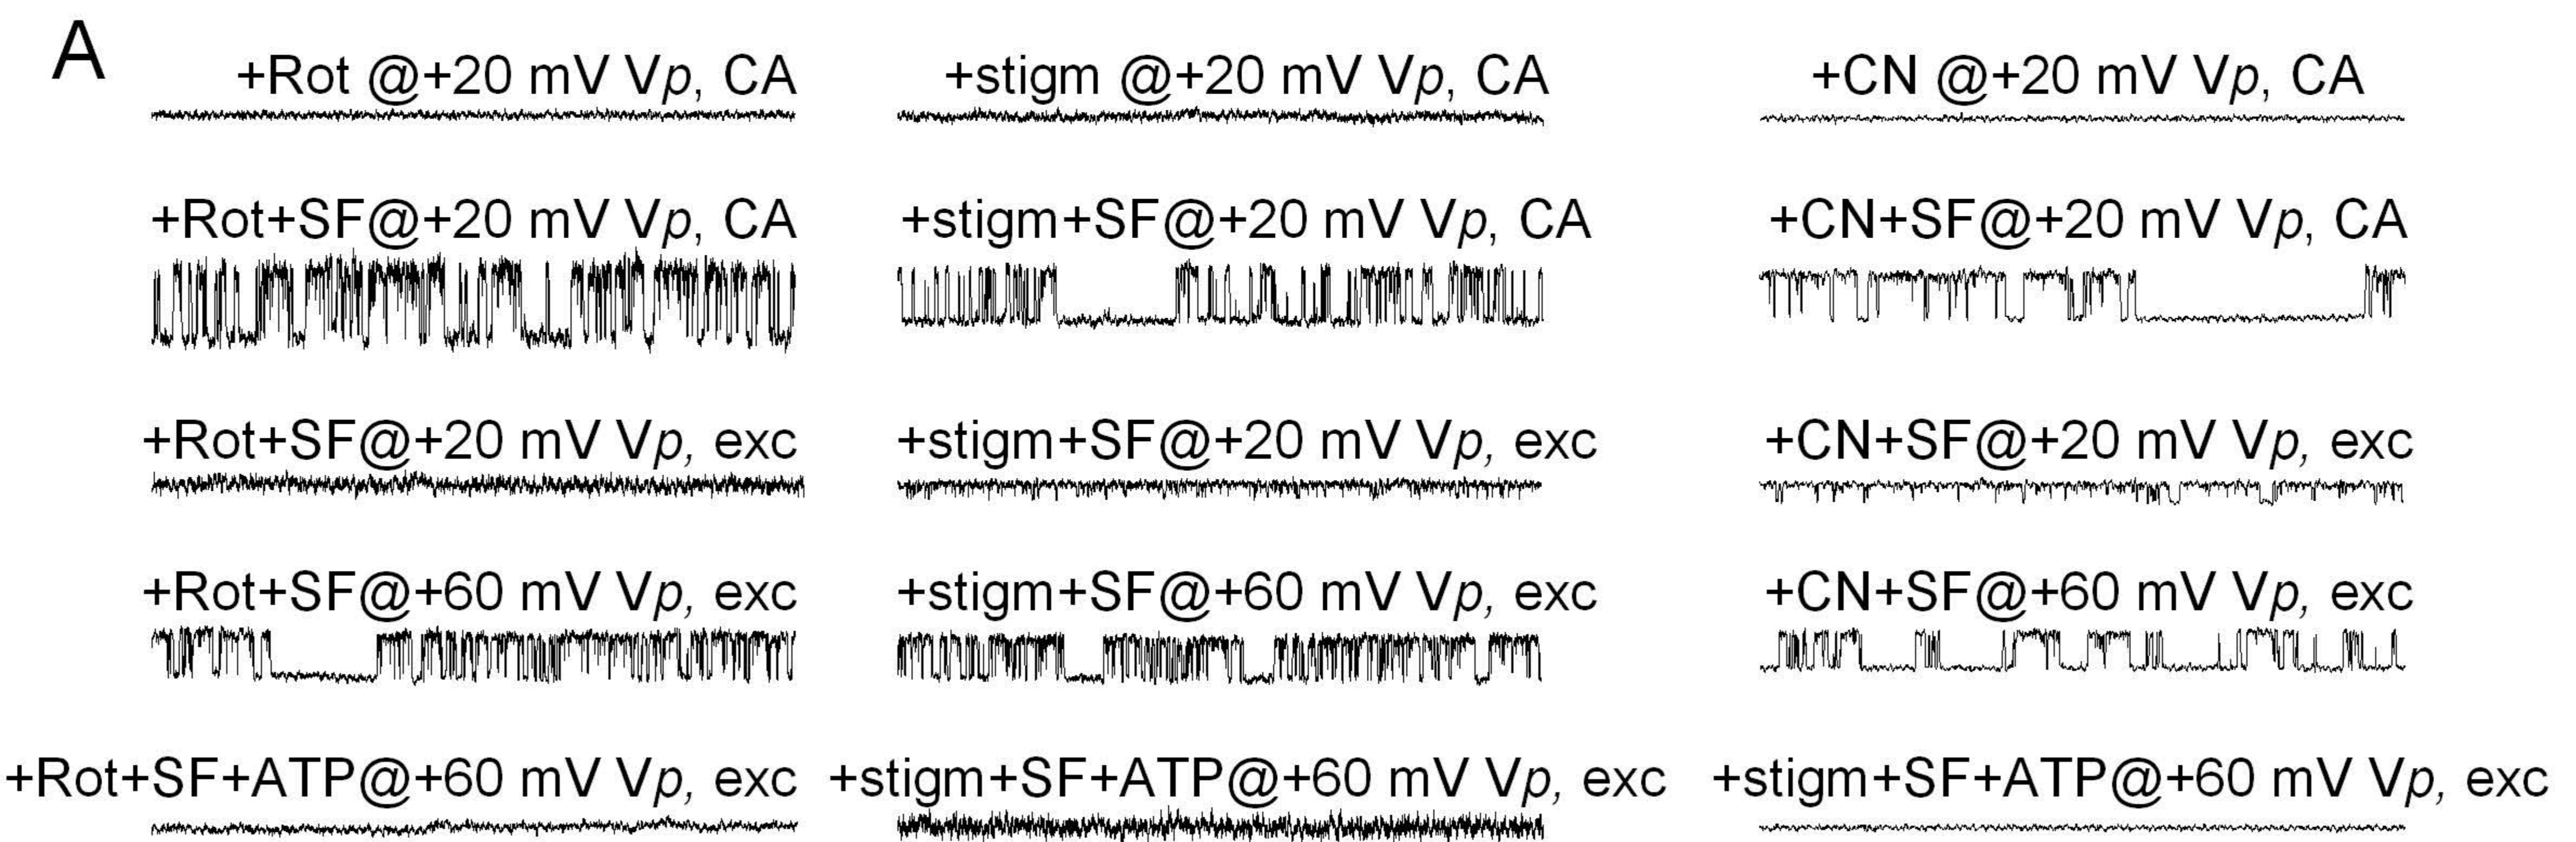 A
+Rot @+20 mV Vp, CA
+stigm @+20 mV Vp, CA
+CN @+20 mV Vp, CA
+Rot+SF@+20 mV Vp, CA
+stigm+SF@+20 mV Vp, CA
+CN+SF@+20 mV Vp, CA
+Rot+SF@+20 mV Vp, exc
+stigm+SF@+20 mV Vp, exc
+CN+SF@+20 mV Vp, exc
+Rot+SF@+60 mV Vp, exc
+stigm+SF@+60 mV Vp, exc
+CN+SF@+60 mV Vp, exc
+Rot+SF+ATP@+60 mV Vp, exc
+stigm+SF+ATP@+60 mV Vp, exc
+stigm+SF+ATP@+60 mV Vp, exc